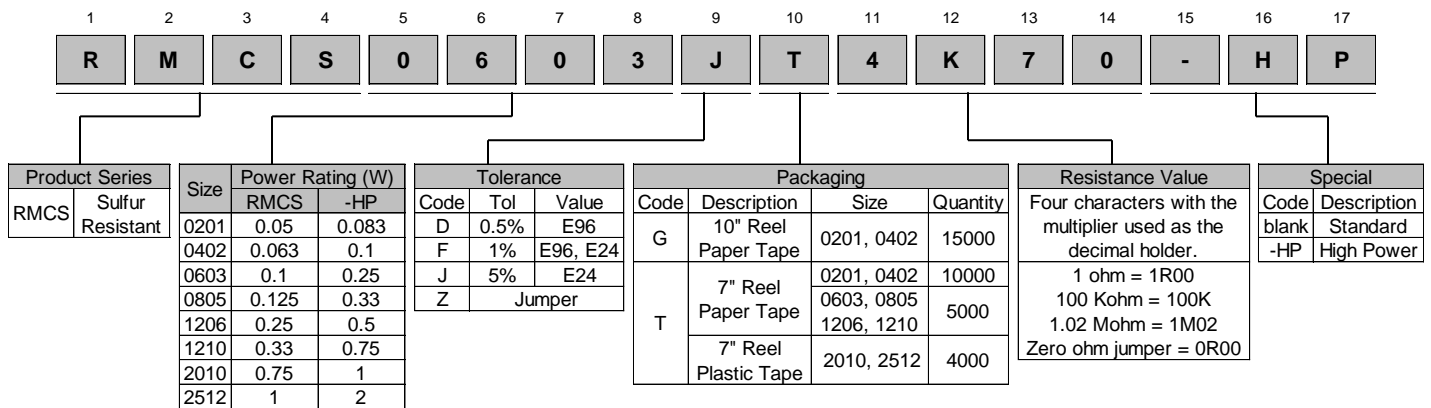 1 2 3 4 5 6 7 8 9 10 11 12 13 14 15 16 17
R M C S 0 6 0 3 J T 4 K 7 0 - H P
Product Series
RMCS Sulfur Resistant
Size Power Rating (W)
RMCS -HP
0201 0.05 0.083
0402 0.063 0.1
0603 0.1 0.25
0805 0.125 0.33
1206 0.25 0.5
1210 0.33 0.75
2010 0.75 1
2512 1 2
Tolerance
Code Tol Value
D 0.5% E96
F 1% E96, E24
J 5% E24
Z Jumper
Packaging
Code Description Size Quantity
G 10" Reel Paper Tape 0201, 0402 15000
T 7" Reel Paper Tape 0201, 0402 10000
0603, 0805
1206, 1210 5000
7" Reel Plastic Tape 2010, 2512 4000
Resistance Value
Four characters with the
multiplier used as the
decimal holder.
1 ohm = 1R00
100 Kohm = 100K
1.02 Mohm = 1M02
Zero ohm jumper = 0R00
Special
Code Description
blank Standard
-HP High Power